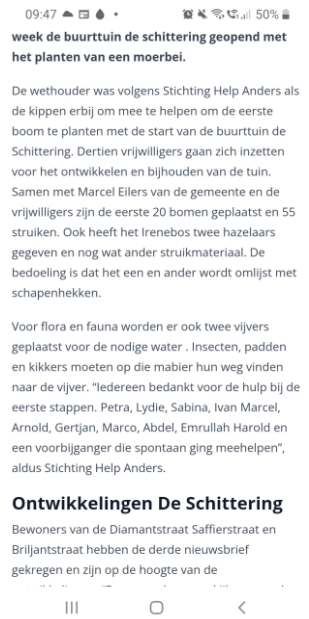 09:47 50%
week de buurttuin de schittering geopend met
het planten van een moerbei.
De wethouder was volgens Stichting Help Anders als
de kippen erbij om mee te helpen om de eerste
boom te planten met de start van de buurttuin de
Schittering. Dertien vrijwilligers gaan zich inzetten
voor het ontwikkelen en bijhouden van de tuin.
Samen met Marcel Eilers van de gemeente en de
vrijwilligers zijn de eerste 20 bomen geplaatst en 55
struiken. Ook heeft het Irenebos twee hazelaars
gegeven en nog wat ander struikmateriaal. De
bedoeling is dat het een en ander wordt omlijst met
schapenhekken.
Voor flora en fauna worden er ook twee vijvers
geplaatst voor de nodige water . Insecten, padden
en kikkers moeten op die mabier hun weg vinden
naar de vijver. “Iedereen bedankt voor de hulp bij de
eerste stappen. Petra, Lydie, Sabina, Ivan Marcel,
Arnold, Gertjan, Marco, Abdel, Emrullah Harold en
een voorbijganger die spontaan ging meehelpen”,
aldus Stichting Help Anders.
Ontwikkelingen De Schittering
Bewoners van de Diamantstraat Saffierstraat en
Briljantstraat hebben de derde nieuwsbrief
gekregen en zijn op de hoogte van de